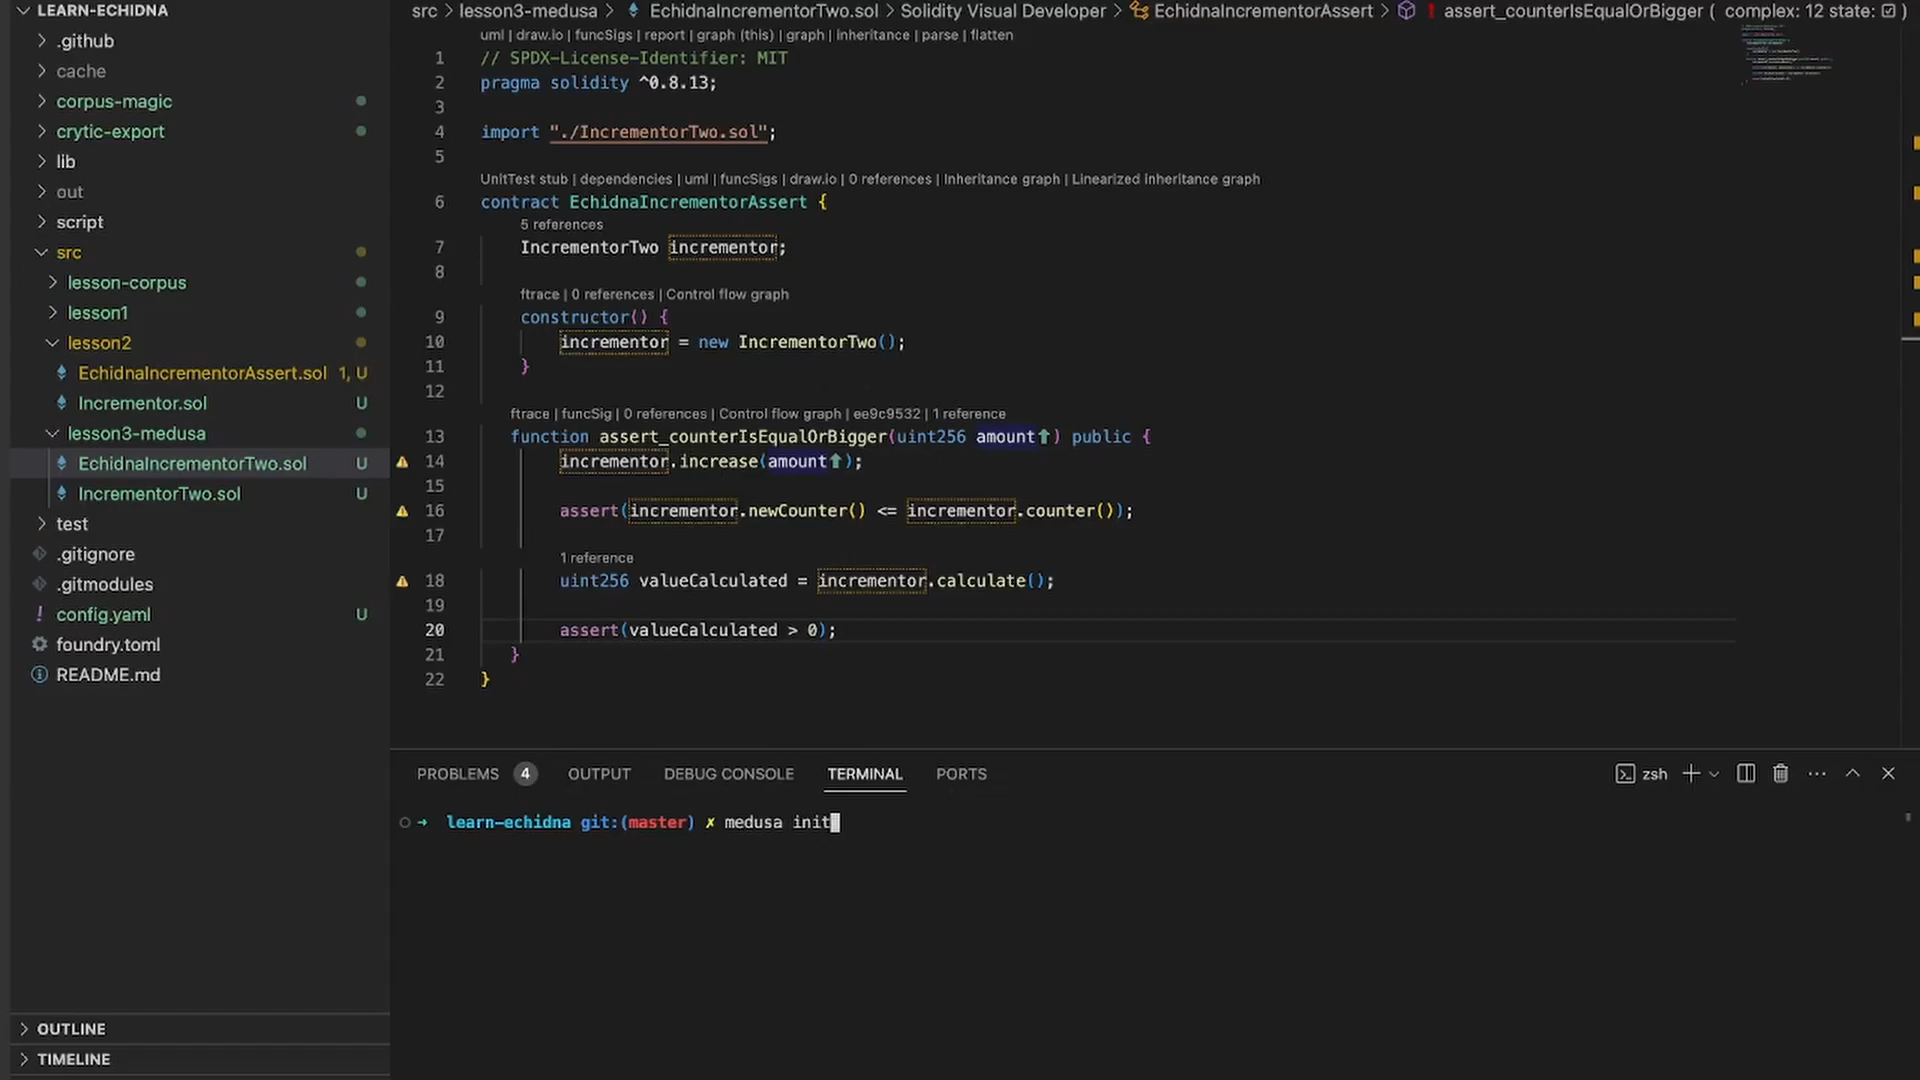 LEARN-ECHIDNA
.github
cache
corpus-magic
crytic-export
lib
out
script
src
lesson-corpus
lesson1
lesson2
EchidnaIncrementorAssert.sol 1, U
Incrementor.sol U
lesson3-medusa
EchidnaIncrementorTwo.sol U
IncrementorTwo.sol U
test
.gitignore
.gitmodules
config.yaml U
foundry.toml
README.md
OUTLINE
TIMELINE
src > lesson3-medusa > EchidnaIncrementorTwo.sol > Solidity Visual Developer > EchidnaIncrementorAssert > assert_counterIsEqualOrBigger ( complex: 12 state: ☑ )
uml | draw.io | funcSigs | report | graph (this) | graph | inheritance | parse | flatten
1 // SPDX-License-Identifier: MIT
2 pragma solidity ^0.8.13;
3
4 import "./IncrementorTwo.sol";
5
UnitTest stub | dependencies | uml | funcSigs | draw.io | 0 references | Inheritance graph | Linearized inheritance graph
6 contract EchidnaIncrementorAssert {
5 references
7 IncrementorTwo incrementor;
8
ftrace | 0 references | Control flow graph
9 constructor() {
10 incrementor = new IncrementorTwo();
11 }
12
ftrace | funcSig | 0 references | Control flow graph | ee9c9532 | 1 reference
13 function assert_counterIsEqualOrBigger(uint256 amount⬆) public {
14 incrementor.increase(amount⬆);
15
16 assert(incrementor.newCounter() <= incrementor.counter());
17
1 reference
18 uint256 valueCalculated = incrementor.calculate();
19
20 assert(valueCalculated > 0);
21 }
22 }
PROBLEMS 4 OUTPUT DEBUG CONSOLE TERMINAL PORTS zsh
→ learn-echidna git:(master) ✗ medusa init